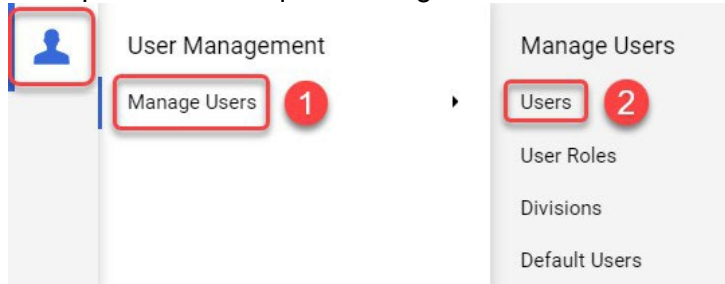 User Management
Manage Users 1
Manage Users
Users 2
User Roles
Divisions
Default Users